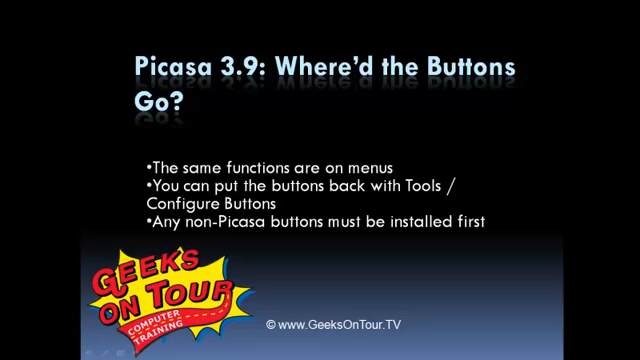 Picasa 3.9: Where'd the Buttons
Go?
•The same functions are on menus
•You can put the buttons back with Tools /
Configure Buttons
•Any non-Picasa buttons must be installed first
GEEKS
ON TOUR
COMPUTER
TRAINING
© www.GeeksOnTour.TV